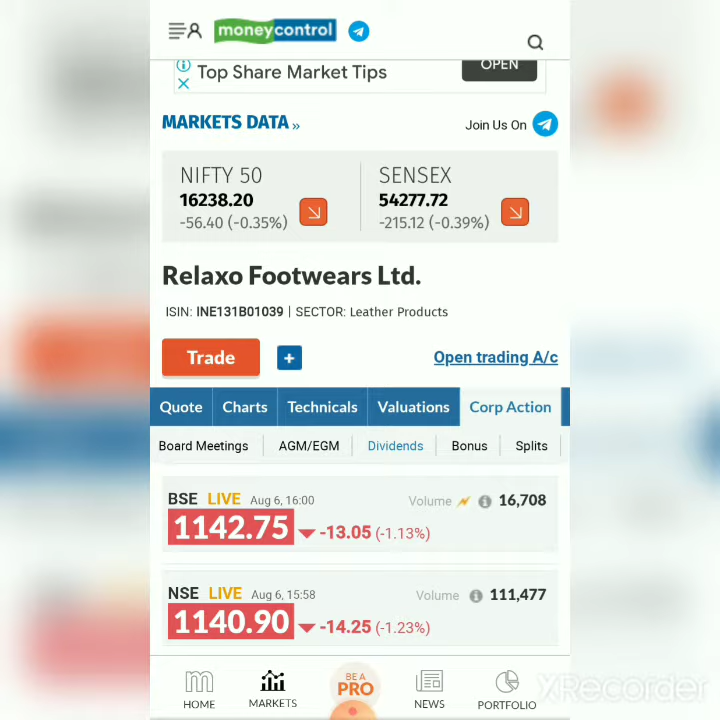 moneycontrol
Top Share Market Tips
OPEN
MARKETS DATA »
Join Us On
NIFTY 50
16238.20
-56.40 (-0.35%)
SENSEX
54277.72
-215.12 (-0.39%)
Relaxo Footwears Ltd.
ISIN: INE131B01039 | SECTOR: Leather Products
Trade
+
Open trading A/c
Quote Charts Technicals Valuations Corp Action
Board Meetings AGM/EGM Dividends Bonus Splits
BSE LIVE Aug 6, 16:00 Volume 16,708
1142.75 -13.05 (-1.13%)
NSE LIVE Aug 6, 15:58 Volume 111,477
1140.90 -14.25 (-1.23%)
HOME
MARKETS
BE A
PRO
NEWS
PORTFOLIO
XRecorder